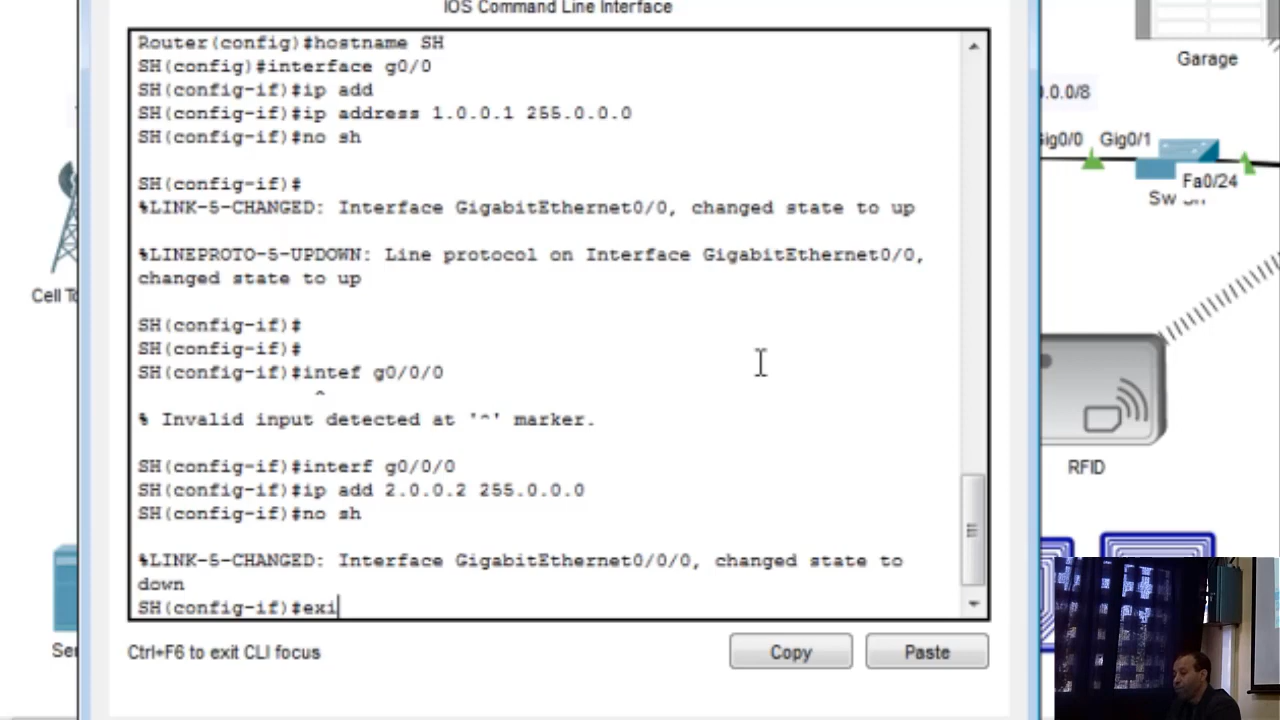 IOS Command Line Interface
Router(config)#hostname SH
SH(config)#interface g0/0
SH(config-if)#ip add
SH(config-if)#ip address 1.0.0.1 255.0.0.0
SH(config-if)#no sh
SH(config-if)#
%LINK-5-CHANGED: Interface GigabitEthernet0/0, changed state to up
%LINEPROTO-5-UPDOWN: Line protocol on Interface GigabitEthernet0/0,
changed state to up
SH(config-if)#
SH(config-if)#
SH(config-if)#intef g0/0/0
^
% Invalid input detected at '^' marker.
SH(config-if)#interf g0/0/0
SH(config-if)#ip add 2.0.0.2 255.0.0.0
SH(config-if)#no sh
%LINK-5-CHANGED: Interface GigabitEthernet0/0/0, changed state to
down
SH(config-if)#exi
Ctrl+F6 to exit CLI focus
Copy
Paste
Garage
.0.0/8
Gig0/1
Fa0/24
RFID
Cell